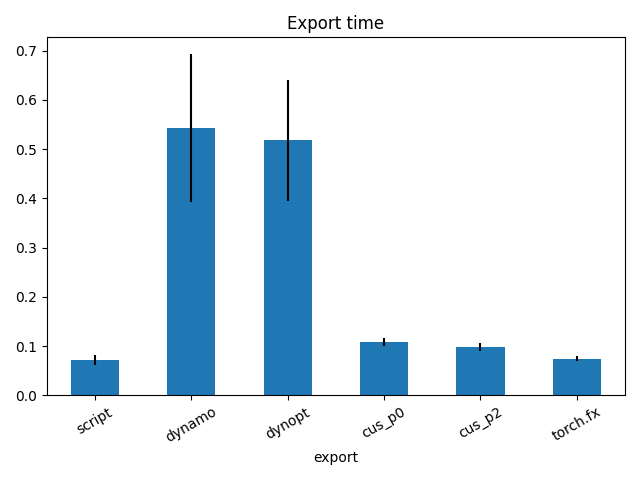 Export time
0.7
0.6
0.5
0.4
0.3
0.2
0.1
0.0
script
dynamo
dynopt
cus_p0
cus_p2
torch.fx
export